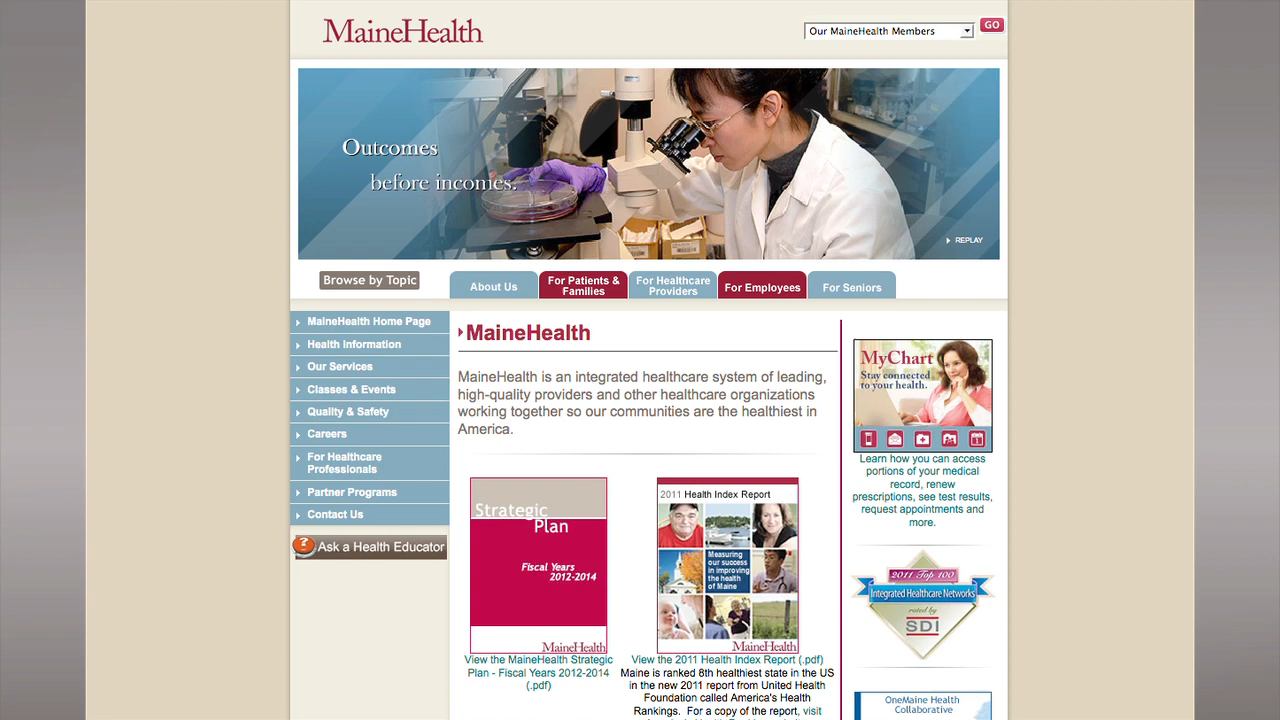 MaineHealth
Our MaineHealth Members
GO
Outcomes
before incomes.
REPLAY
Browse by Topic
About Us
For Patients &
Families
For Healthcare
Providers
For Employees
For Seniors
MaineHealth Home Page
Health Information
Our Services
Classes & Events
Quality & Safety
Careers
For Healthcare
Professionals
Partner Programs
Contact Us
? Ask a Health Educator
MaineHealth
MaineHealth is an integrated healthcare system of leading,
high-quality providers and other healthcare organizations
working together so our communities are the healthiest in
America.
Strategic
Plan
Fiscal Years
2012-2014
MaineHealth
View the MaineHealth Strategic
Plan - Fiscal Years 2012-2014
(.pdf)
2011 Health Index Report
Measuring
our success
in improving
the health
of Maine
MaineHealth
View the 2011 Health Index Report (.pdf)
Maine is ranked 8th healthiest state in the US
in the new 2011 report from United Health
Foundation called America's Health
Rankings. For a copy of the report, visit
MyChart
Stay connected
to your health.
Learn how you can access
portions of your medical
record, renew
prescriptions, see test results,
request appointments and
more.
2011 Top 100
Integrated Healthcare Networks
rated by
SDI
OneMaine Health
Collaborative